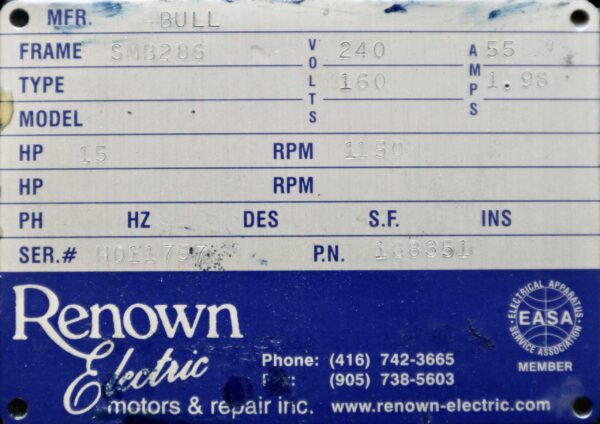 MFR. BULL
FRAME SMB286 VOLTS 240 AMPS 55
TYPE 160 1.98
MODEL
HP 15 RPM 1150
HP RPM
PH HZ DES S.F. INS
SER.# P.N.
Renown
Electric
motors & repair inc.
Phone: (416) 742-3665
Fax: (905) 738-5603
www.renown-electric.com
ELECTRICAL APPARATUS
EASA
SERVICE ASSOCIATION
MEMBER